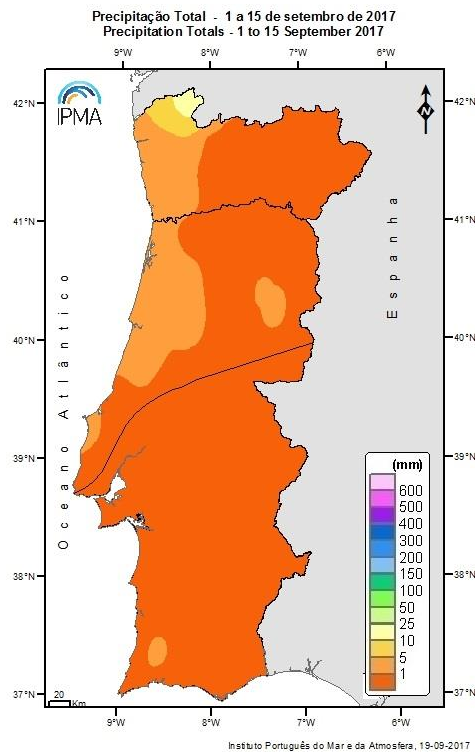 Precipitação Total - 1 a 15 de setembro de 2017
Precipitation Totals - 1 to 15 September 2017
9°W 8°W 7°W 6°W
42°N 42°N
IPMA
N
41°N 41°N
Espanha
40°N 40°N
Oceano Atlântico
39°N 39°N
(mm)
600
500
400
300
200
150
100
50
25
10
5
1
38°N 38°N
37°N 37°N
20
Km
9°W 8°W 7°W 6°W
Instituto Português do Mar e da Atmosfera, 19-09-2017